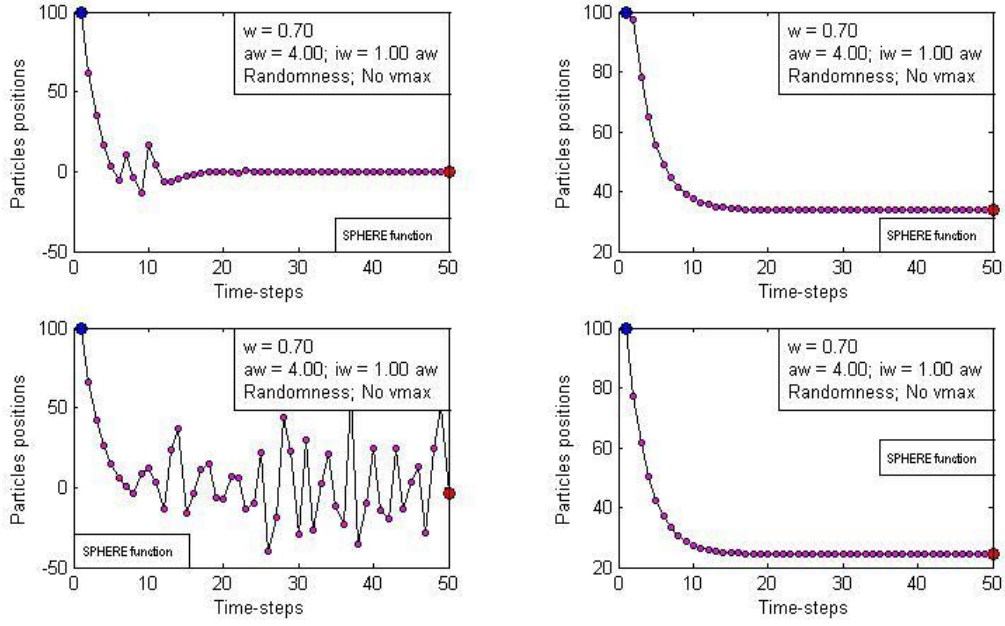 100
50
0
-50
0
10
20
30
40
50
Particles positions
Time-steps
w = 0.70
aw = 4.00; iw = 1.00 aw
Randomness; No vmax
SPHERE function
100
80
60
40
20
0
10
20
30
40
50
Particles positions
Time-steps
w = 0.70
aw = 4.00; iw = 1.00 aw
Randomness; No vmax
SPHERE function
100
50
0
-50
0
10
20
30
40
50
Particles positions
Time-steps
w = 0.70
aw = 4.00; iw = 1.00 aw
Randomness; No vmax
SPHERE function
100
80
60
40
20
0
10
20
30
40
50
Particles positions
Time-steps
w = 0.70
aw = 4.00; iw = 1.00 aw
Randomness; No vmax
SPHERE function